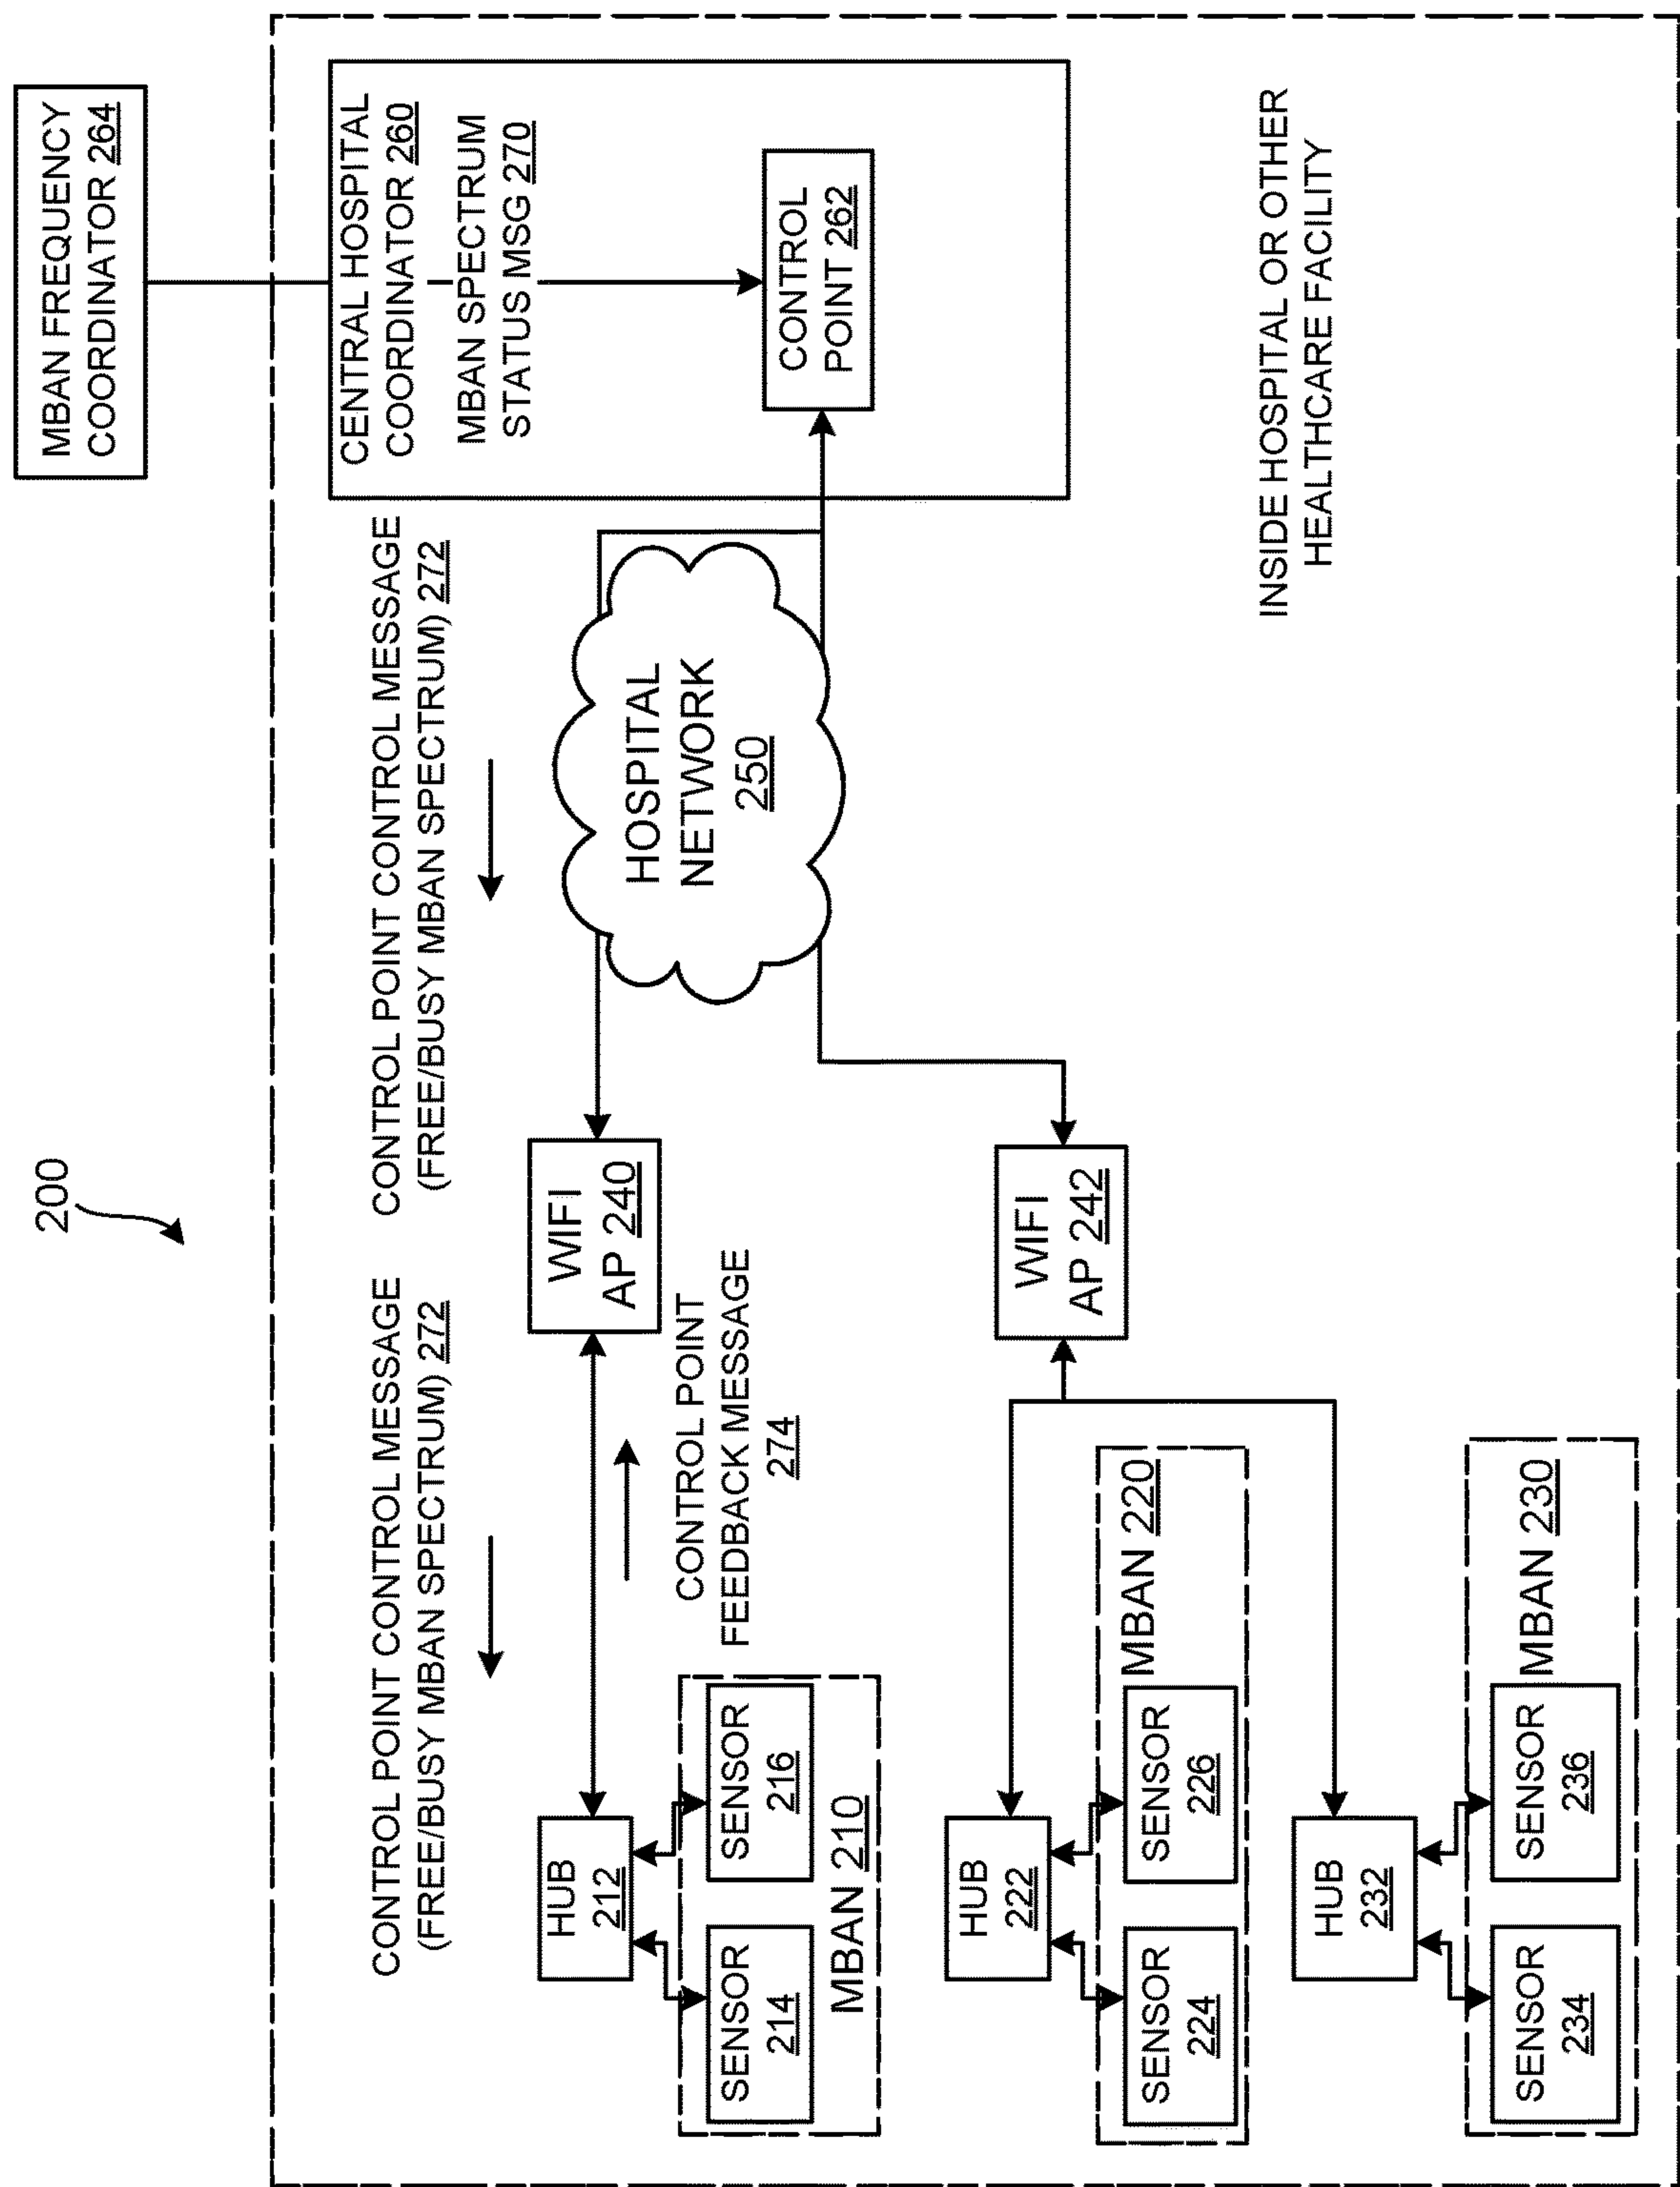 200
MBAN FREQUENCY
COORDINATOR 264
CONTROL POINT CONTROL MESSAGE
(FREE/BUSY MBAN SPECTRUM) 272
CONTROL POINT CONTROL MESSAGE
(FREE/BUSY MBAN SPECTRUM) 272
CENTRAL HOSPITAL
COORDINATOR 260
MBAN SPECTRUM
STATUS MSG 270
CONTROL
POINT 262
HUB
212
WIFI
AP 240
HOSPITAL
NETWORK
250
CONTROL POINT
FEEDBACK MESSAGE
274
SENSOR
214
SENSOR
216
MBAN 210
HUB
222
WIFI
AP 242
SENSOR
224
SENSOR
226
MBAN 220
HUB
232
SENSOR
234
SENSOR
236
MBAN 230
INSIDE HOSPITAL OR OTHER
HEALTHCARE FACILITY